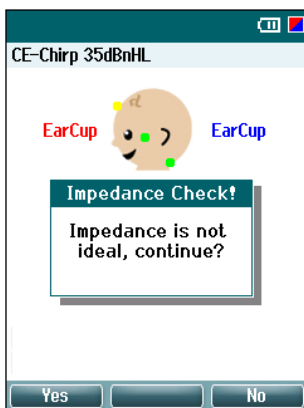 CE-Chirp 35dBnHL
EarCup EarCup
Impedance Check!
Impedance is not
ideal, continue?
Yes No